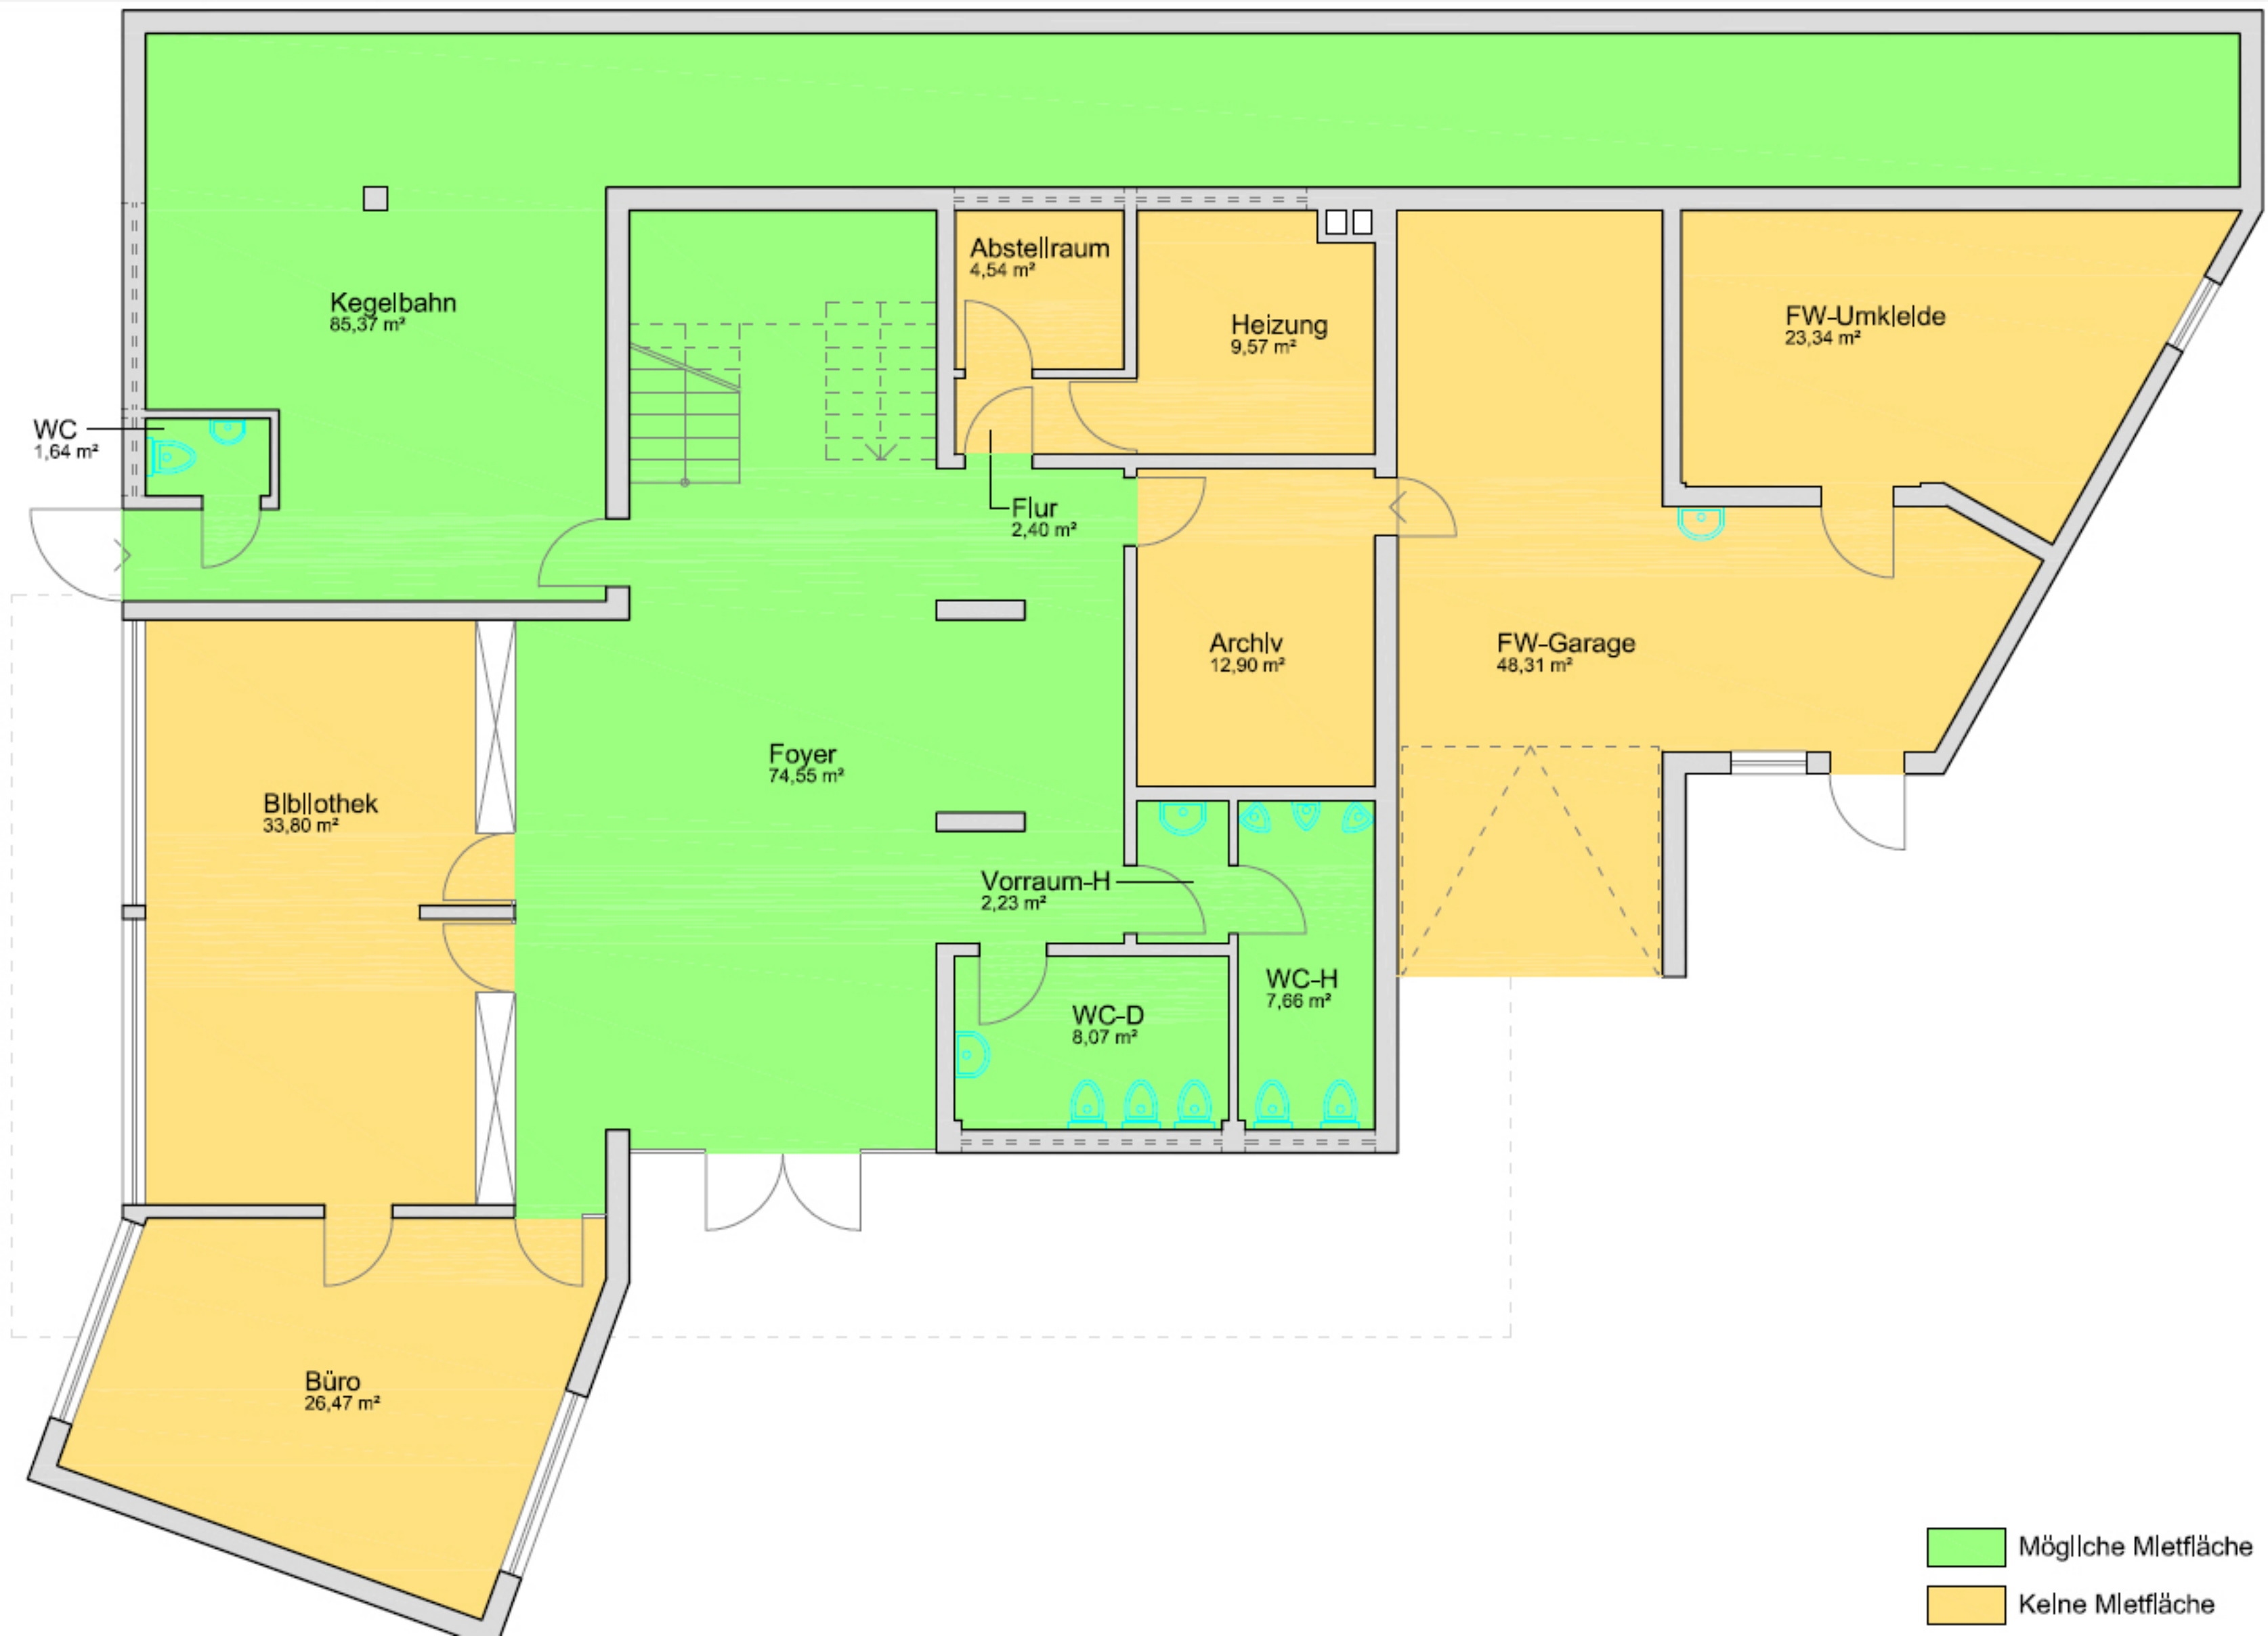 Abstellraum
4,54 m²
Kegelbahn
85,37 m²
Heizung
9,57 m²
FW-Umkleide
23,34 m²
WC
1,64 m²
Flur
2,40 m²
Archiv
12,90 m²
FW-Garage
48,31 m²
Foyer
74,55 m²
Bibliothek
33,80 m²
Vorraum-H
2,23 m²
WC-H
7,66 m²
WC-D
8,07 m²
Büro
26,47 m²
Mögliche Mietfläche
Keine Mietfläche